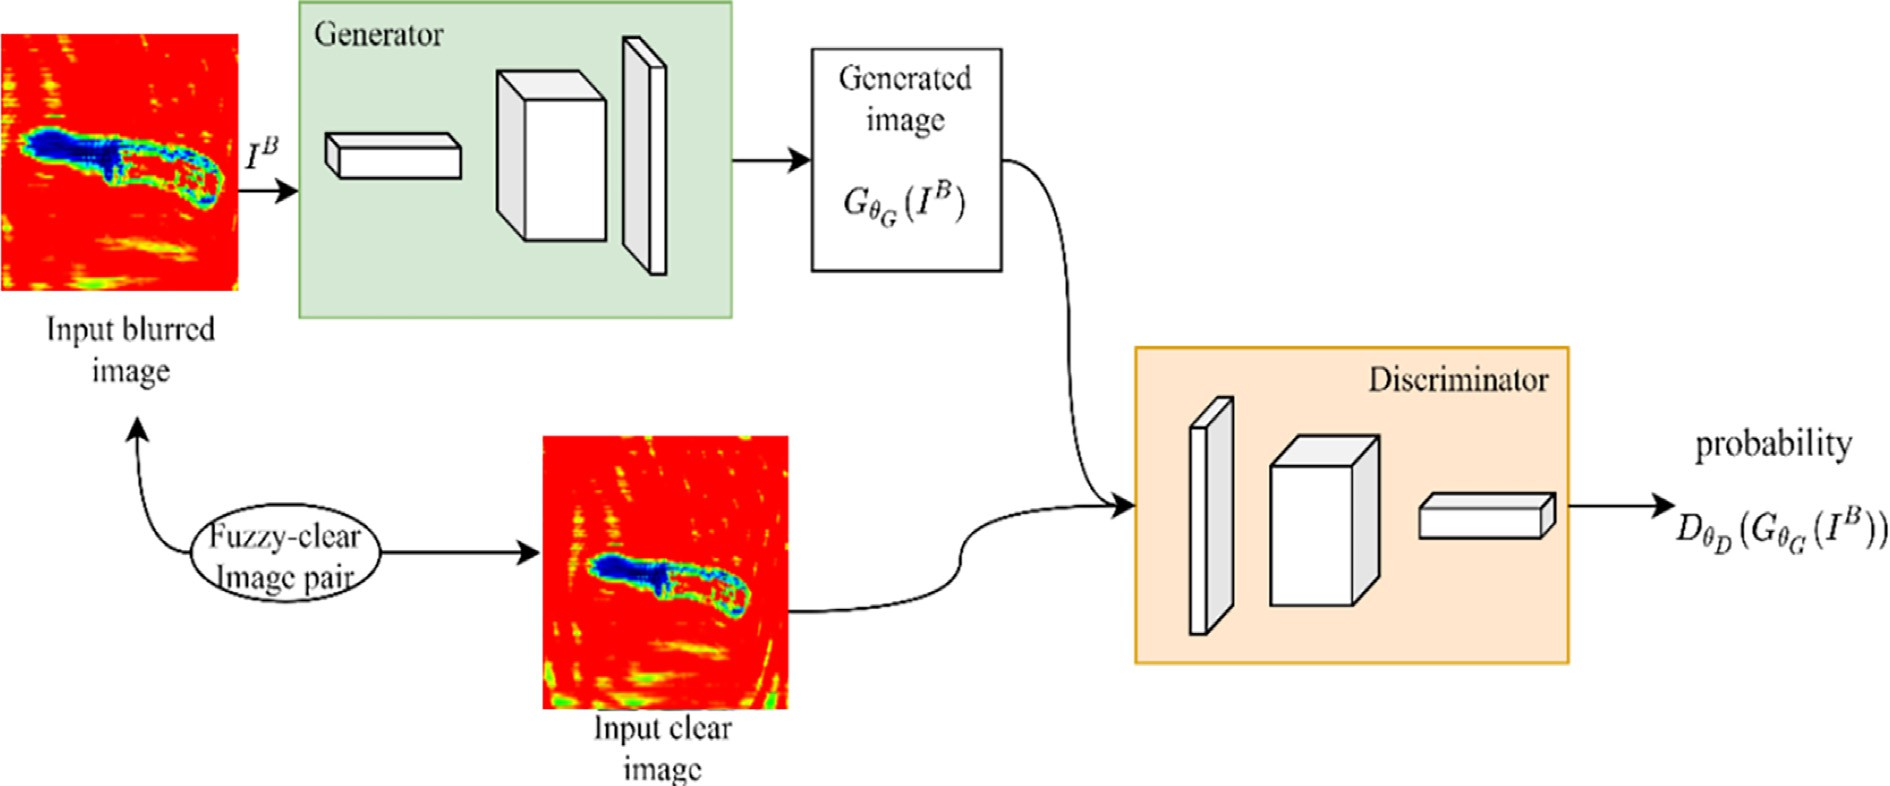 Generator
I^B
Input blurred
image
Generated
image
G_{θ_G}(I^B)
Discriminator
probability
D_{θ_D}(G_{θ_G}(I^B))
Fuzzy-clear
Image pair
Input clear
image